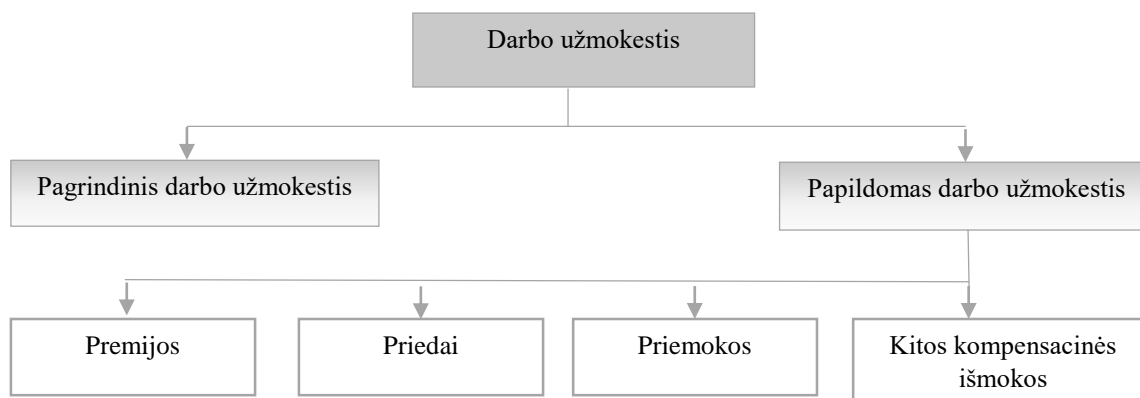 Darbo užmokestis
Pagrindinis darbo užmokestis
Papildomas darbo užmokestis
Premijos
Priedai
Priemokos
Kitos kompensacinės
išmokos